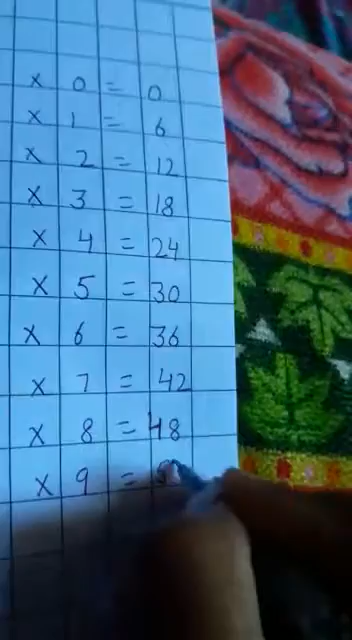 × 0 = 0
× 1 = 6
× 2 = 12
× 3 = 18
× 4 = 24
× 5 = 30
× 6 = 36
× 7 = 42
× 8 = 48
× 9 = 5